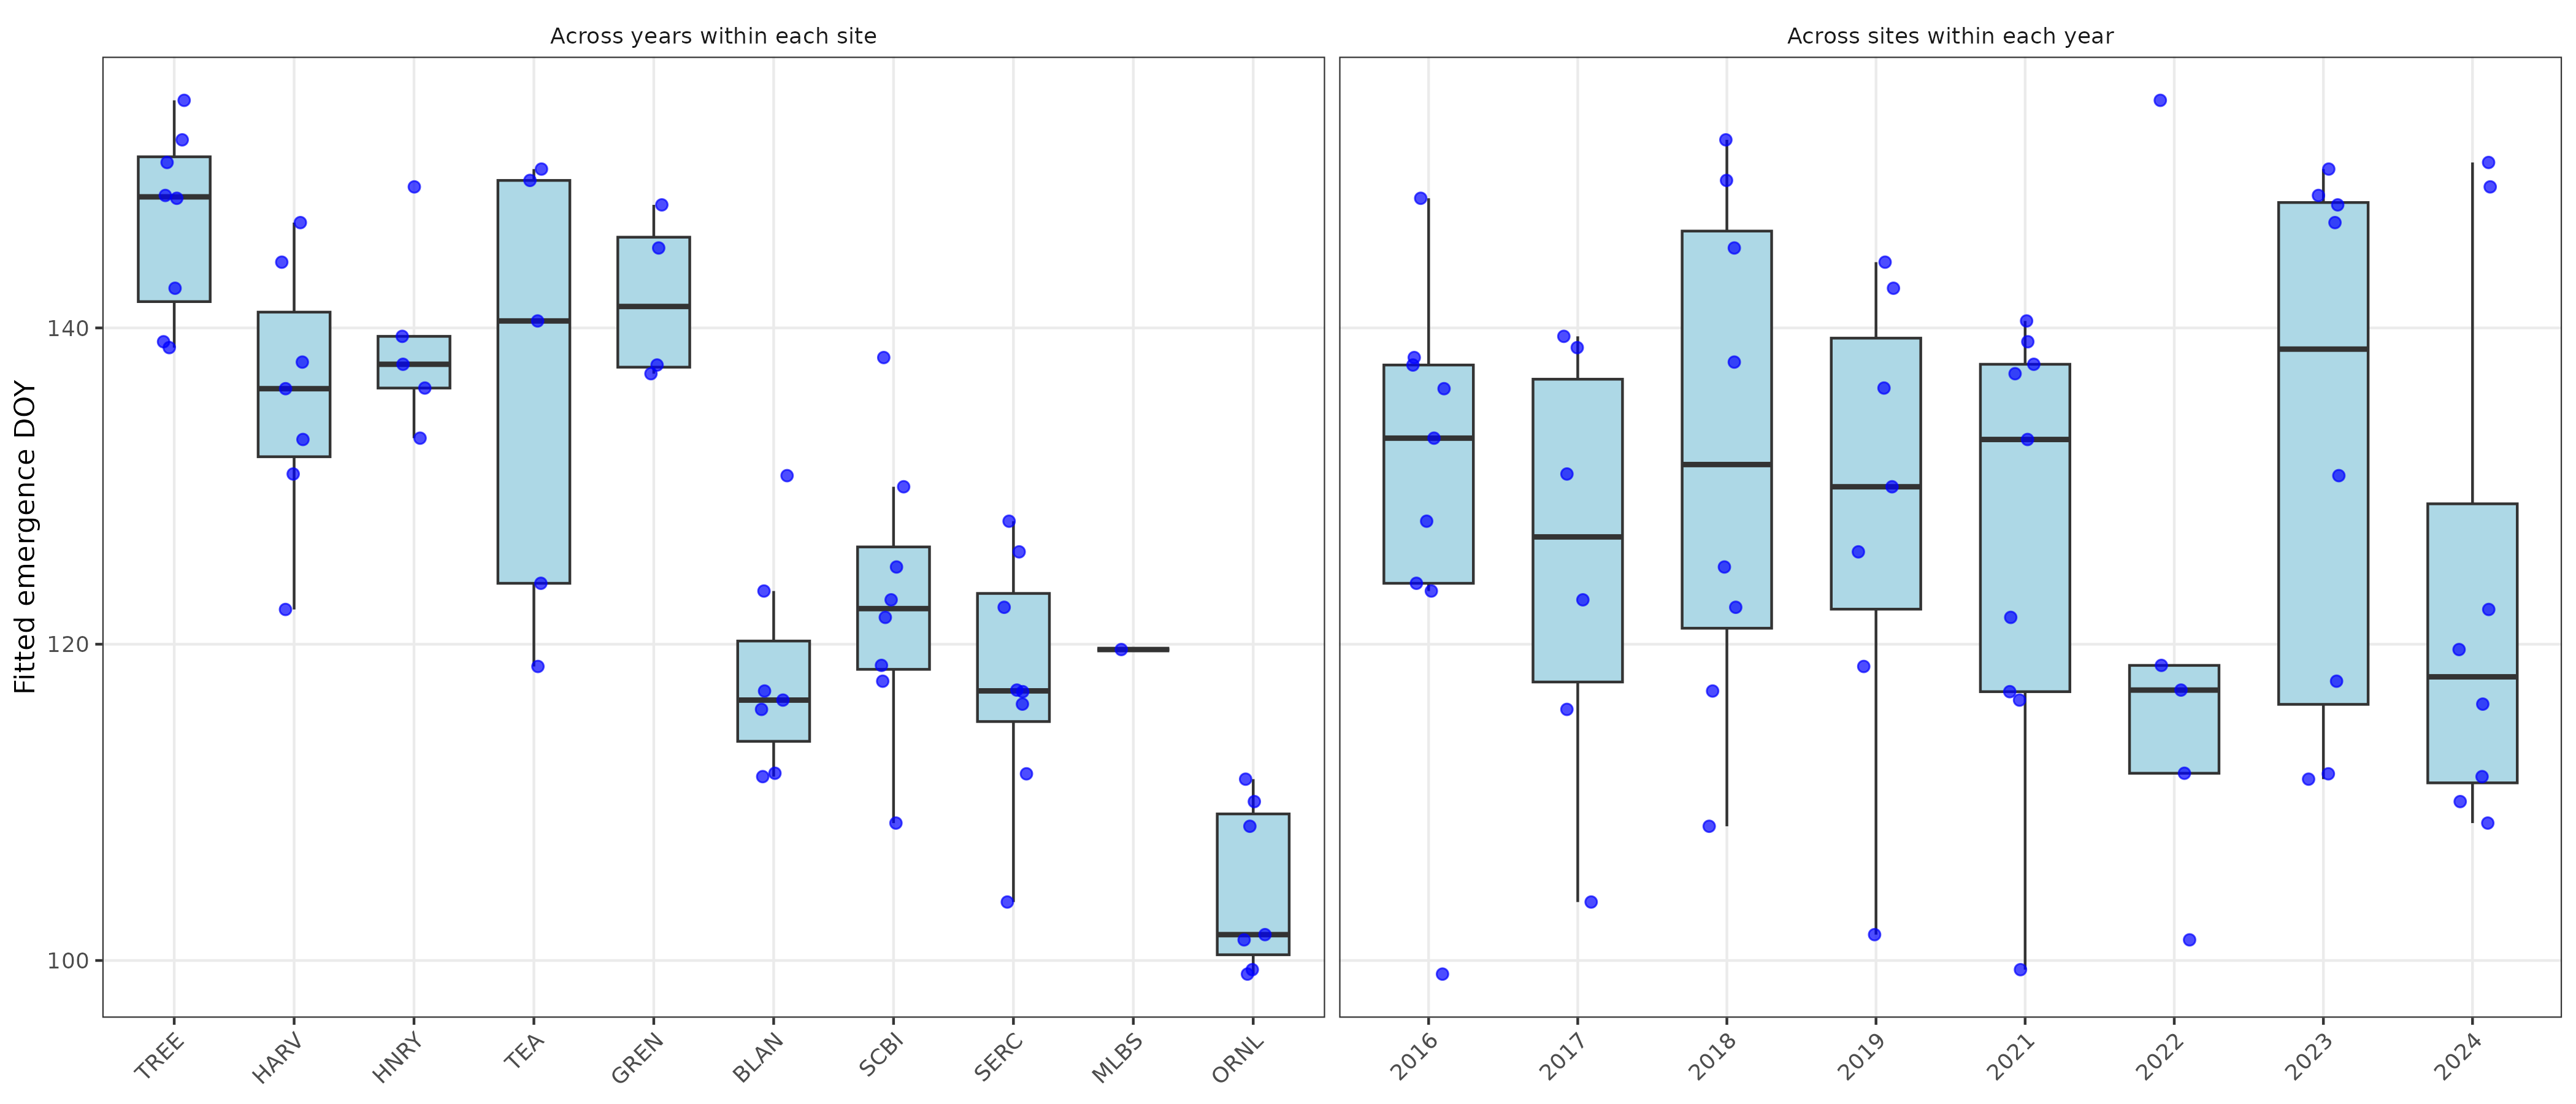 Across years within each site
Across sites within each year
Fitted emergence DOY
140
120
100
TREE
HARV
HNRY
TEA
GREN
BLAN
SCBI
SERC
MLBS
ORNL
2016
2017
2018
2019
2021
2022
2023
2024